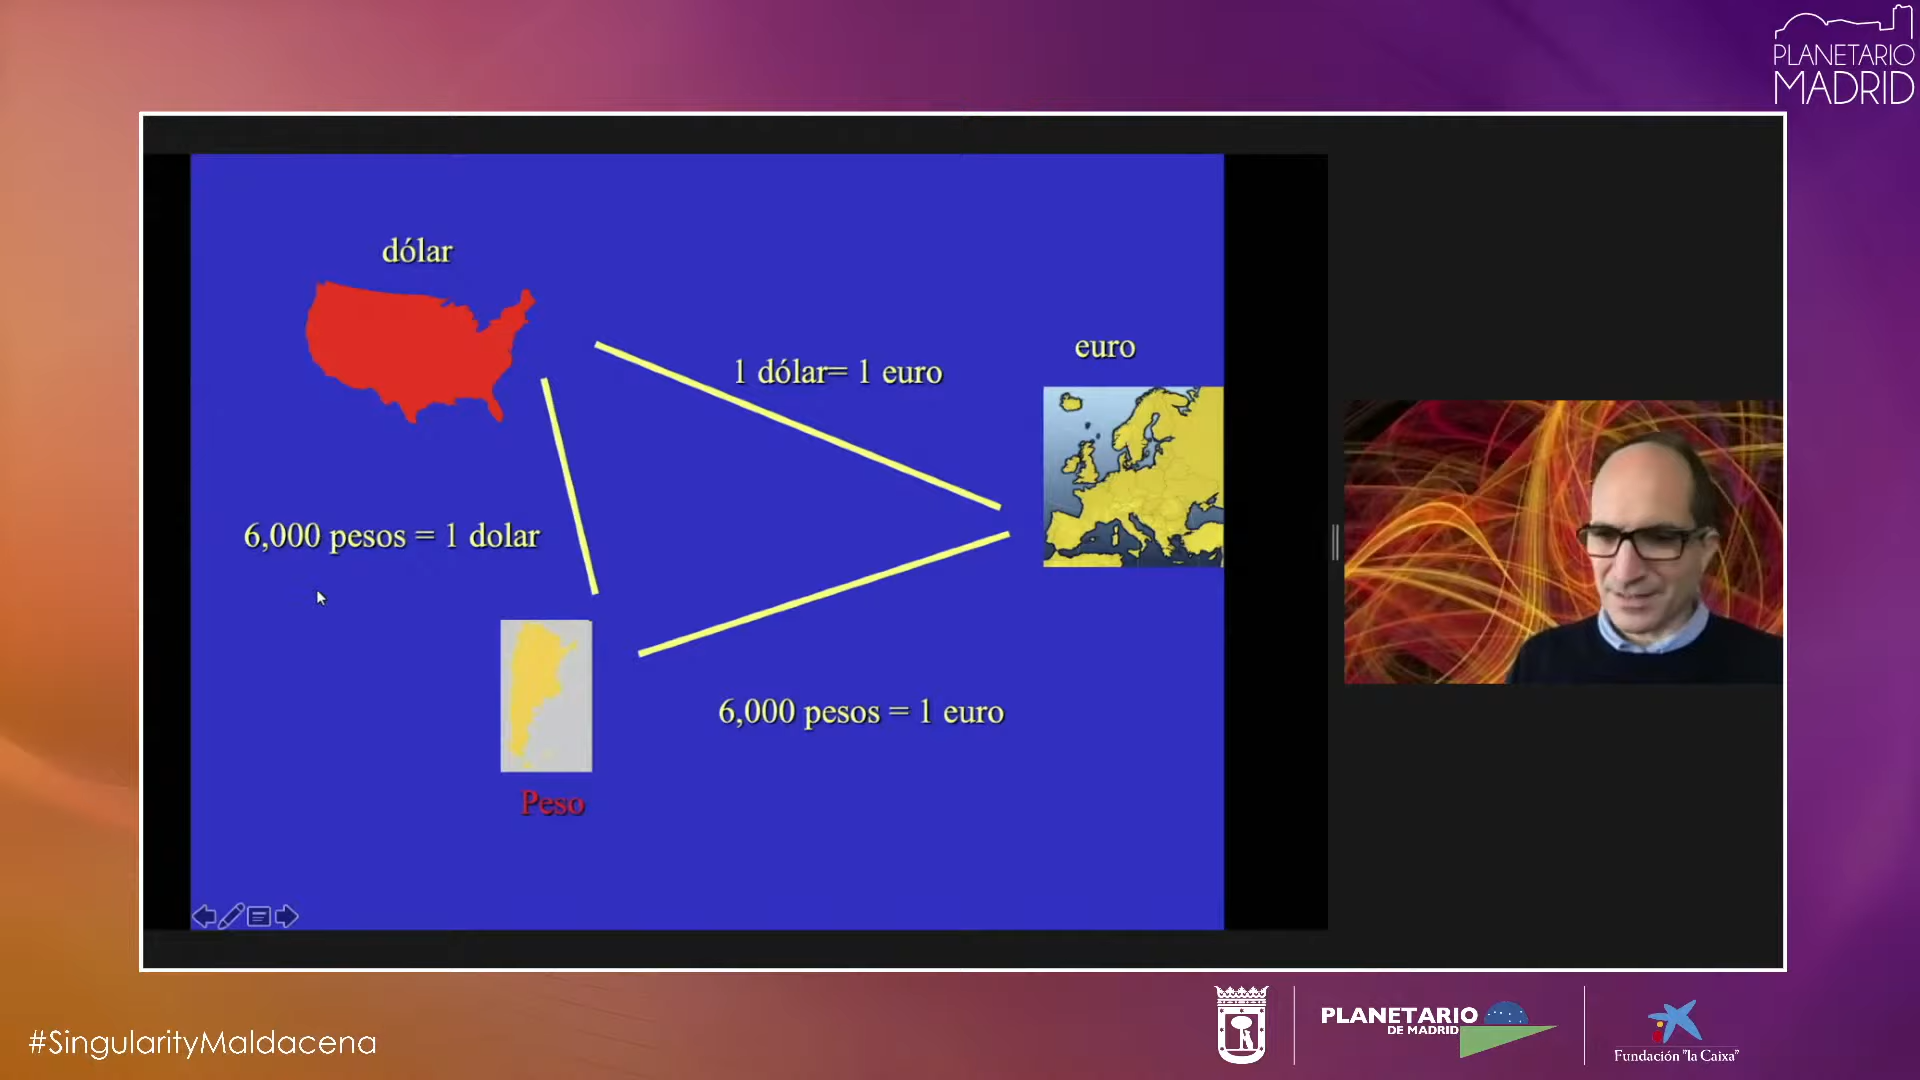 PLANETARIO
MADRID
dólar
1 dólar= 1 euro
euro
6,000 pesos = 1 dolar
6,000 pesos = 1 euro
Peso
#SingularityMaldacena
PLANETARIO
DE MADRID
Fundación "la Caixa"